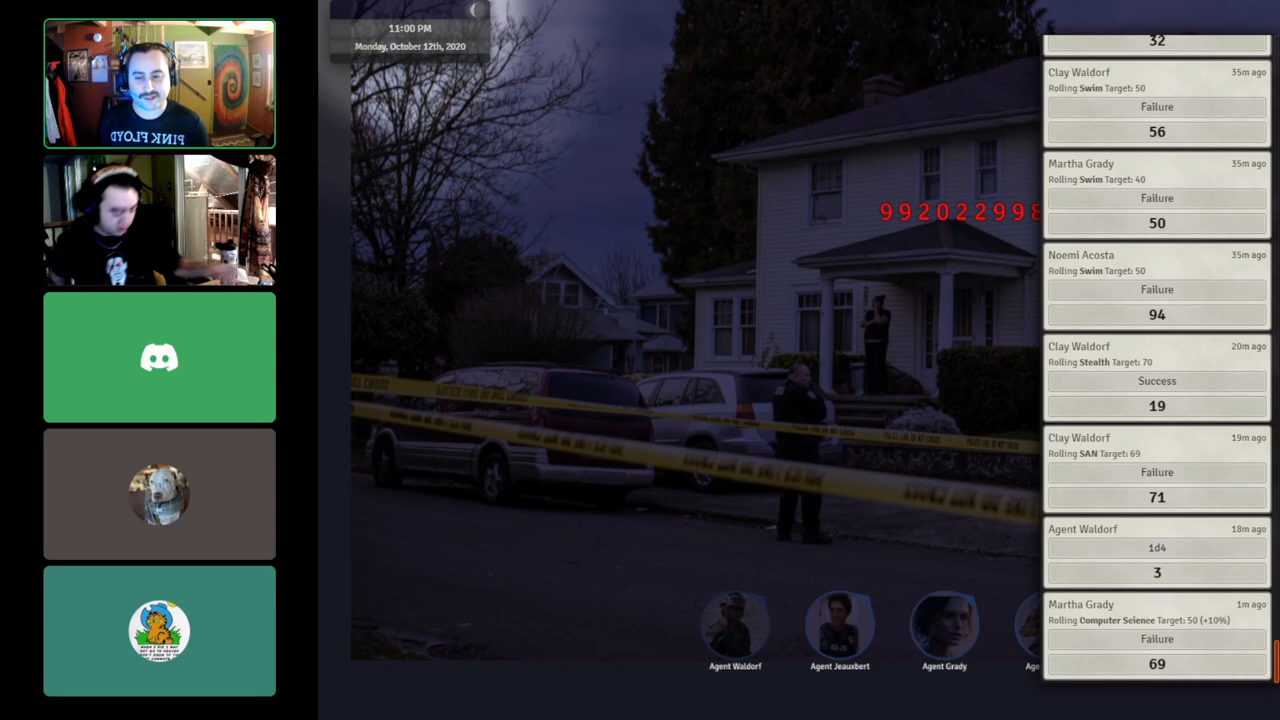 PINK FLOYD
11:00 PM
Monday, October 12th, 2020
992022998
Agent Waldorf
Agent Jeauxbert
Agent Grady
Age
32
Clay Waldorf
35m ago
Rolling Swim Target: 50
Failure
56
Martha Grady
35m ago
Rolling Swim Target: 40
Failure
50
Noemi Acosta
35m ago
Rolling Swim Target: 50
Failure
94
Clay Waldorf
20m ago
Rolling Stealth Target: 70
Success
19
Clay Waldorf
19m ago
Rolling SAN Target: 69
Failure
71
Agent Waldorf
18m ago
1d4
3
Martha Grady
1m ago
Rolling Computer Science Target: 50 (+10%)
Failure
69